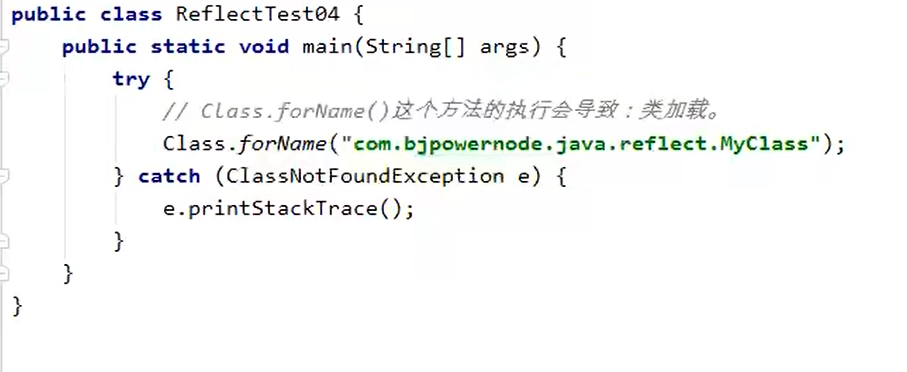 public class ReflectTest04 {
    public static void main(String[] args) {
        try {
            // Class.forName()这个方法的执行会导致：类加载。
            Class.forName("com.bjpowernode.java.reflect.MyClass");
        } catch (ClassNotFoundException e) {
            e.printStackTrace();
        }
    }
}